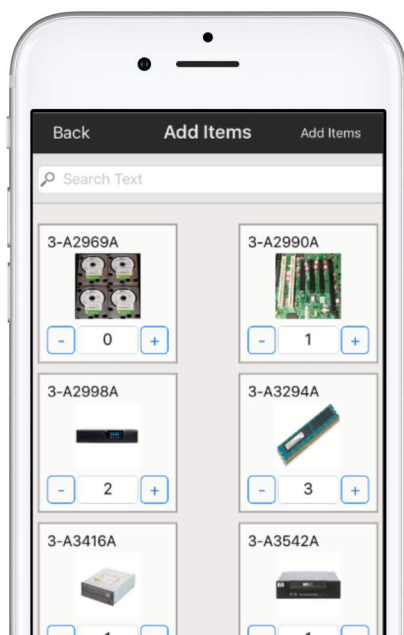 Back Add Items Add Items
Search Text
3-A2969A 3-A2990A
- 0 + - 1 +
3-A2998A 3-A3294A
- 2 + - 3 +
3-A3416A 3-A3542A